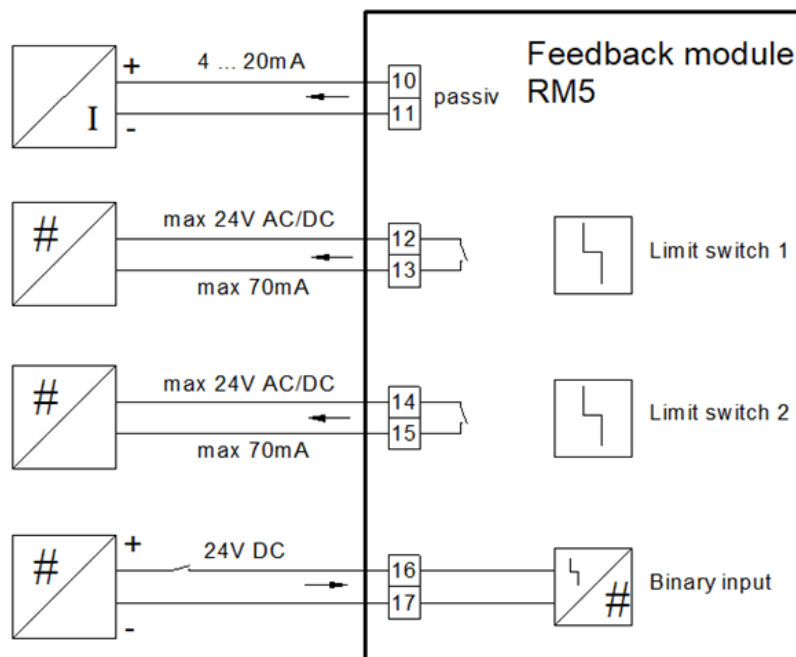 Feedback module
RM5
+
4 ... 20mA
10
passiv
11
I
-
#
max 24V AC/DC
12
13
max 70mA
Limit switch 1
#
max 24V AC/DC
14
15
max 70mA
Limit switch 2
#
+
24V DC
16
17
-
#
Binary input